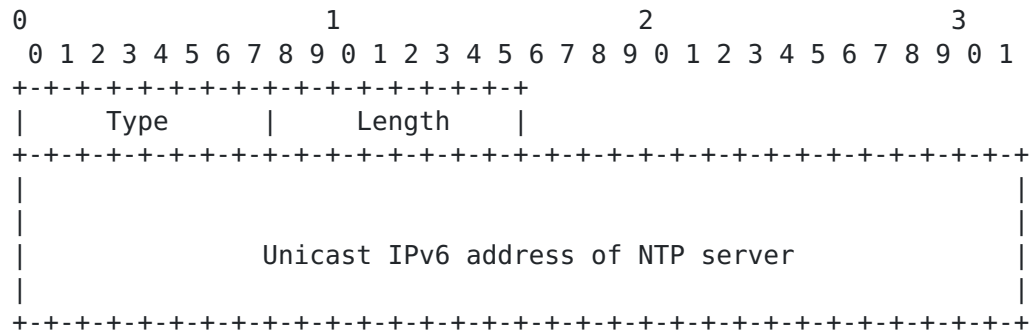 0                   1                   2                   3
 0 1 2 3 4 5 6 7 8 9 0 1 2 3 4 5 6 7 8 9 0 1 2 3 4 5 6 7 8 9 0 1
+-+-+-+-+-+-+-+-+-+-+-+-+-+-+-+-+
|     Type      |     Length    |
+-+-+-+-+-+-+-+-+-+-+-+-+-+-+-+-+-+-+-+-+-+-+-+-+-+-+-+-+-+-+-+-+
|                                                               |
|                                                               |
|               Unicast IPv6 address of NTP server              |
|                                                               |
+-+-+-+-+-+-+-+-+-+-+-+-+-+-+-+-+-+-+-+-+-+-+-+-+-+-+-+-+-+-+-+-+